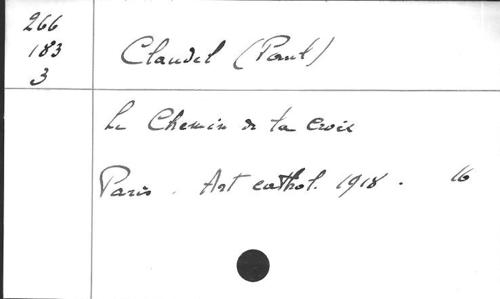 266
183
3
Claudel (Paul)
Le Chemin de la Croix
Paris. Art cathol. 1918. 16